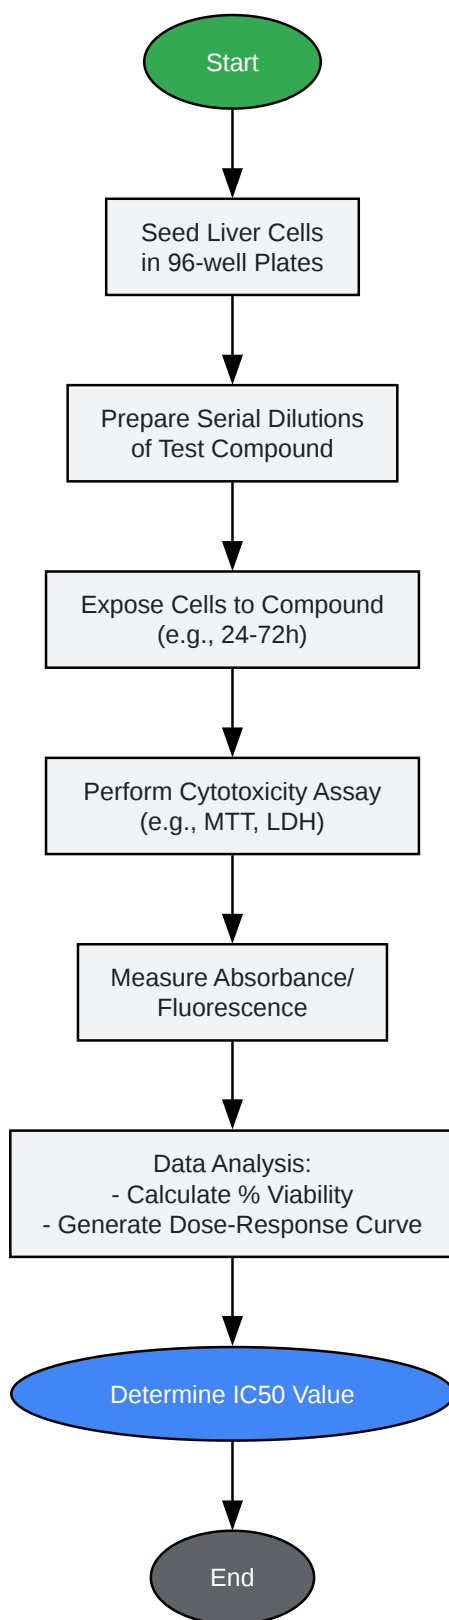 Start
Seed Liver Cells
in 96-well Plates
Prepare Serial Dilutions
of Test Compound
Expose Cells to Compound
(e.g., 24-72h)
Perform Cytotoxicity Assay
(e.g., MTT, LDH)
Measure Absorbance/
Fluorescence
Data Analysis:
- Calculate % Viability
- Generate Dose-Response Curve
Determine IC50 Value
End